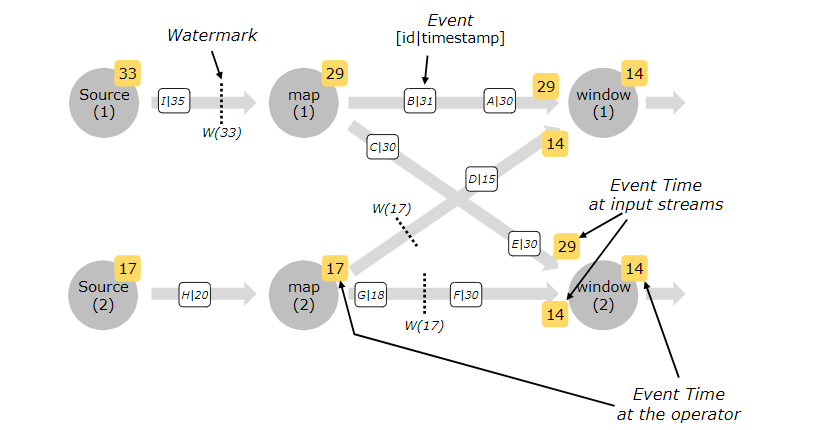 Event
[id|timestamp]
Watermark
33
29
14
29
Source
(1)
I|35
map
(1)
B|31
A|30
window
(1)
W(33)
14
C|30
D|15
Event Time
at input streams
W(17)
E|30
29
17
17
14
Source
(2)
H|20
map
(2)
G|18
F|30
window
(2)
14
W(17)
Event Time
at the operator